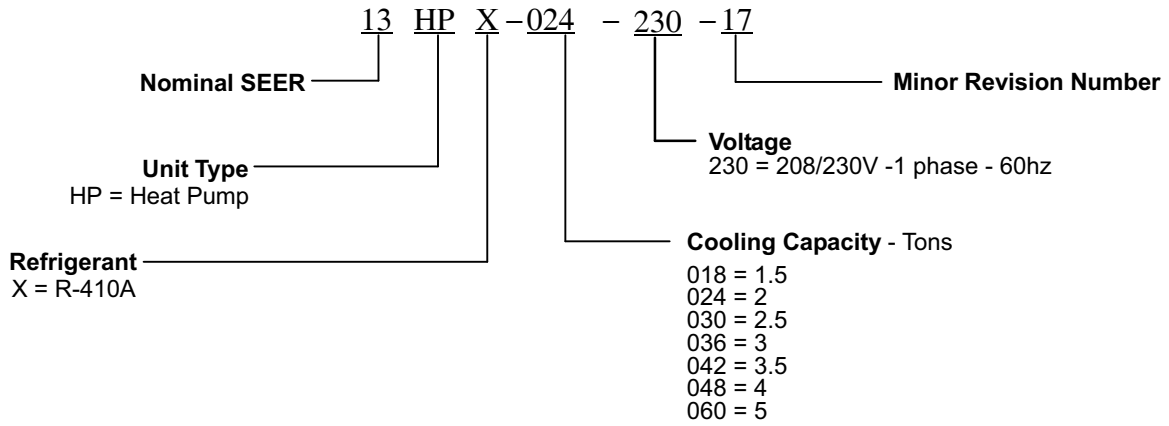 13 HP X –024 – 230 –17
Nominal SEER
Minor Revision Number
Voltage
230 = 208/230V -1 phase - 60hz
Unit Type
HP = Heat Pump
Cooling Capacity - Tons
Refrigerant
X = R-410A
018 = 1.5
024 = 2
030 = 2.5
036 = 3
042 = 3.5
048 = 4
060 = 5